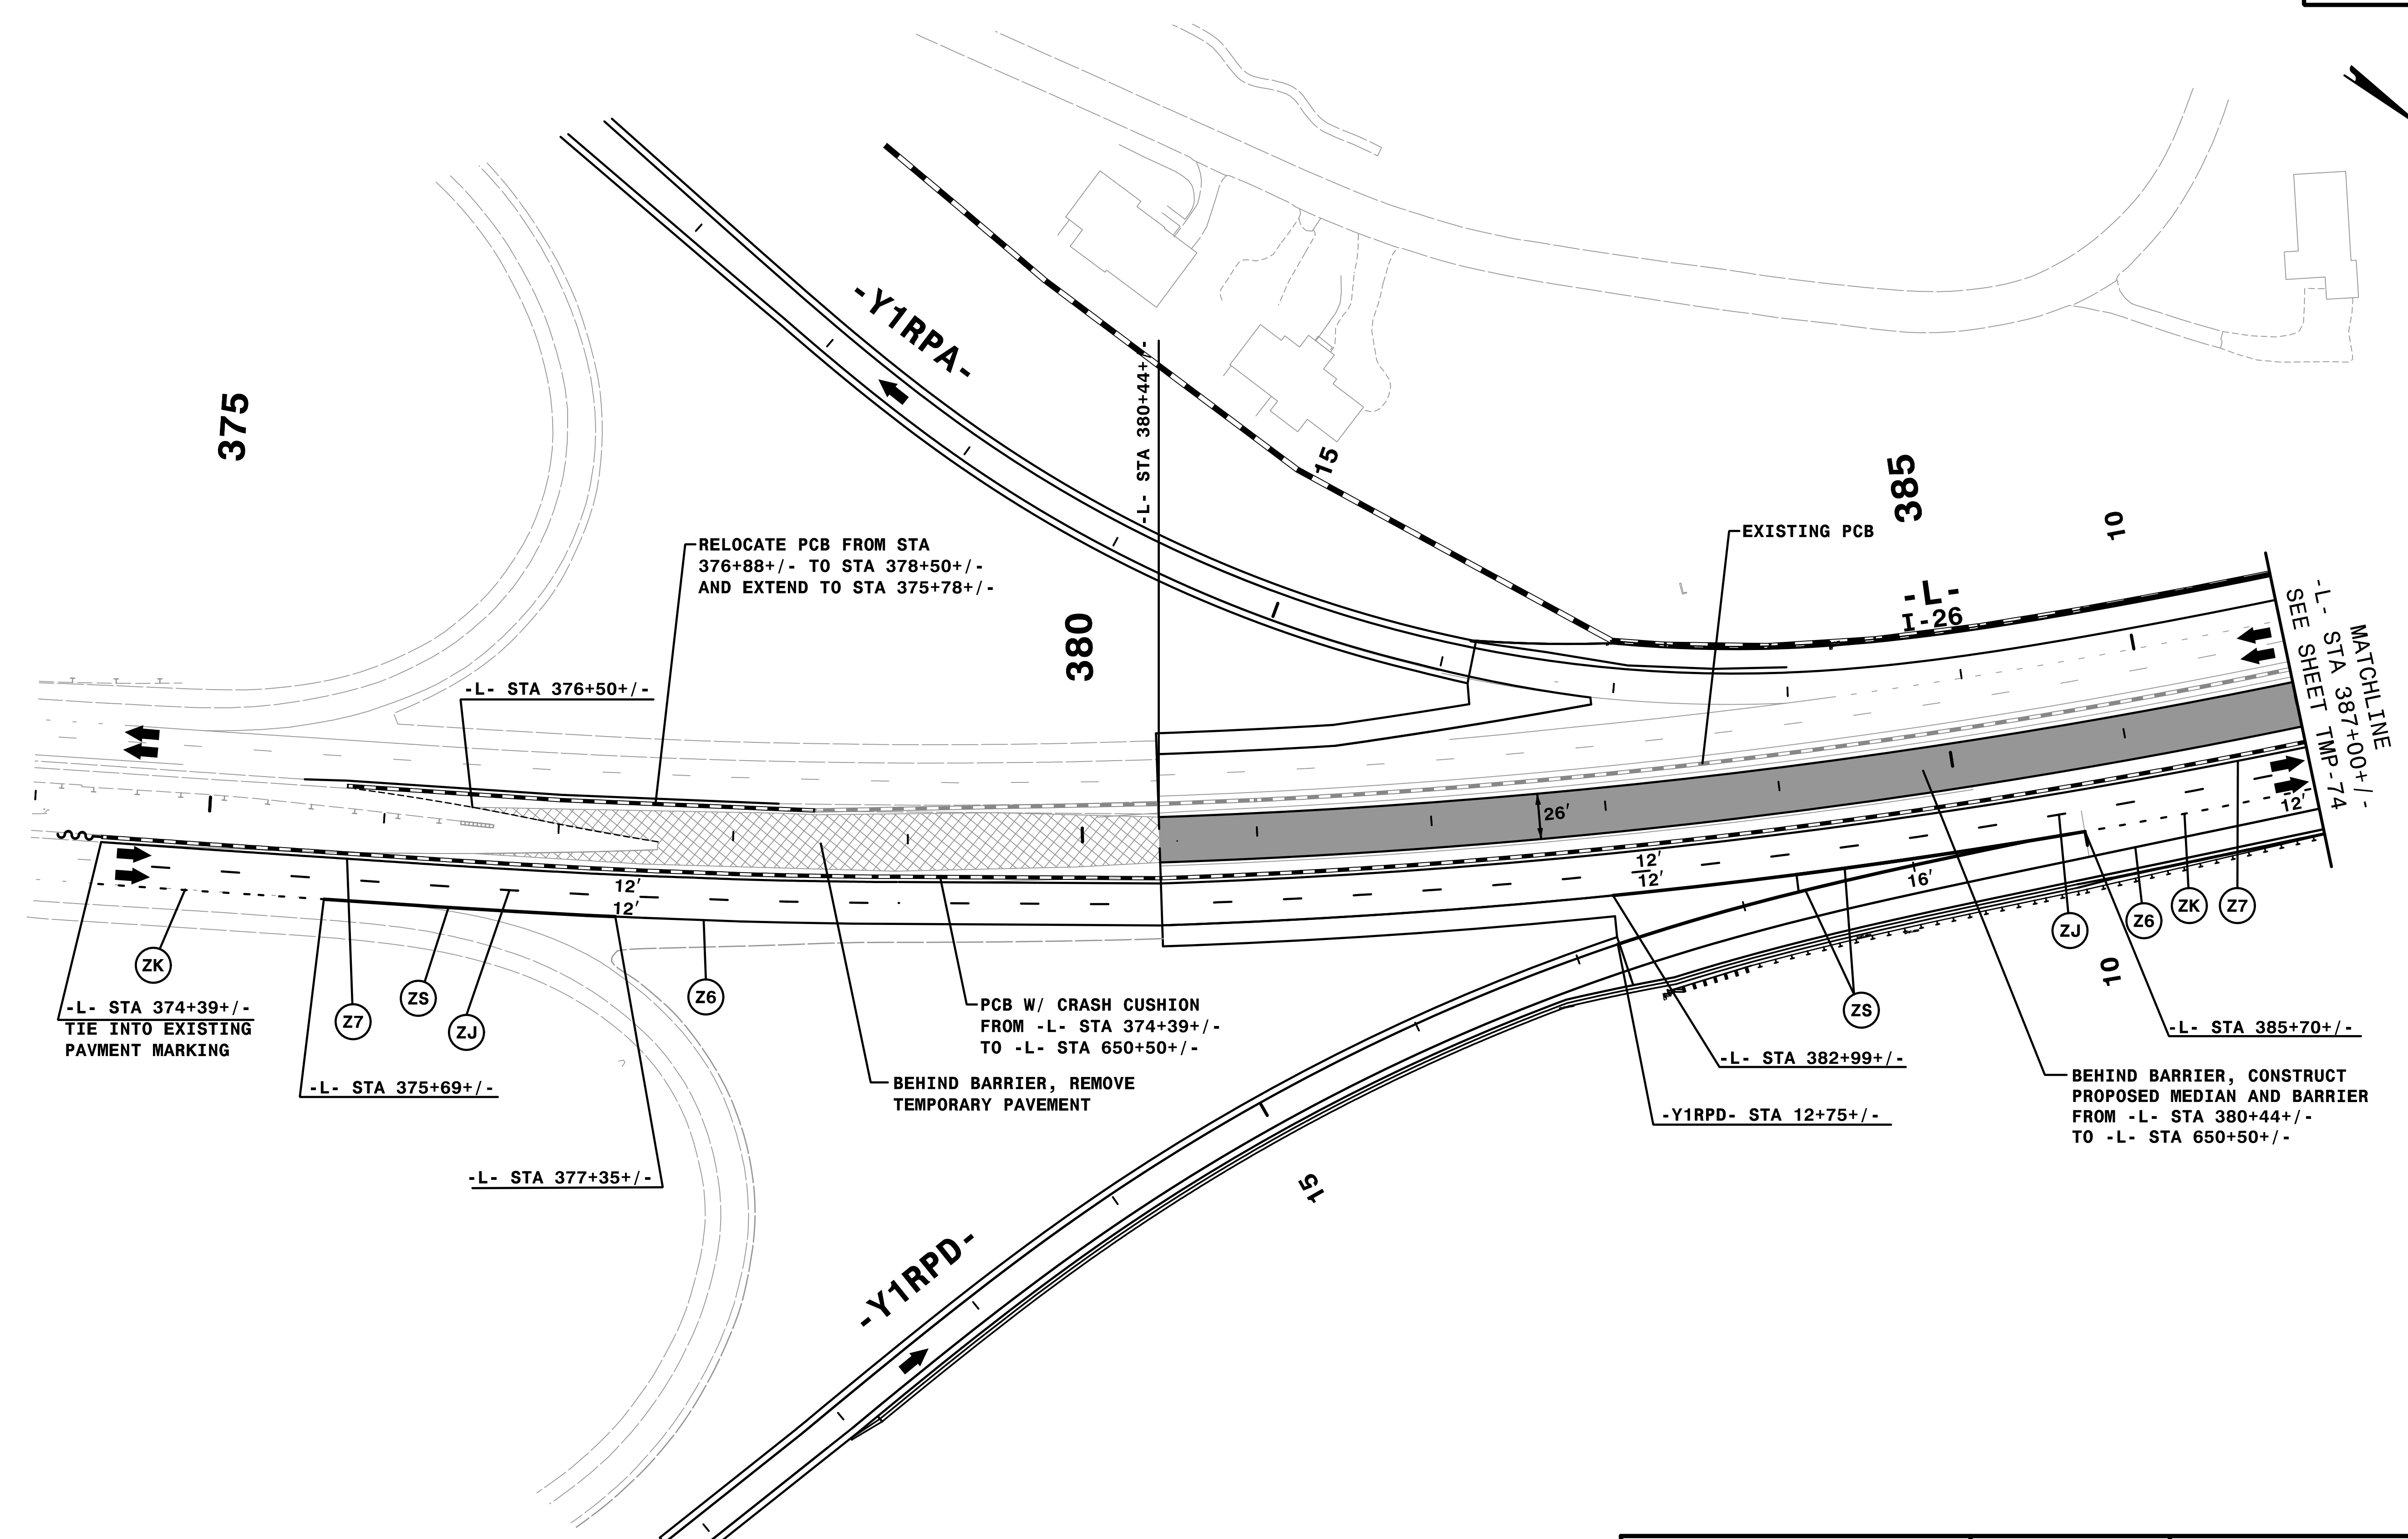 -Y1RPA-
375
-L- STA 380+44+/-
15
385
10
RELOCATE PCB FROM STA
376+88+/- TO STA 378+50+/-
AND EXTEND TO STA 375+78+/-
EXISTING PCB
-L-
I-26
380
MATCHLINE
-L- STA 387+00+/-
SEE SHEET TMP-74
-L- STA 376+50+/-
26'
12'
12'
12'
12'
12'
16'
ZK
Z7
ZS
ZJ
Z6
ZS
ZJ
Z6
ZK
Z7
-L- STA 374+39+/-
TIE INTO EXISTING
PAVMENT MARKING
-L- STA 375+69+/-
-L- STA 377+35+/-
PCB W/ CRASH CUSHION
FROM -L- STA 374+39+/-
TO -L- STA 650+50+/-
BEHIND BARRIER, REMOVE
TEMPORARY PAVEMENT
-L- STA 382+99+/-
-Y1RPD- STA 12+75+/-
10
-L- STA 385+70+/-
BEHIND BARRIER, CONSTRUCT
PROPOSED MEDIAN AND BARRIER
FROM -L- STA 380+44+/-
TO -L- STA 650+50+/-
15
-Y1RPD-